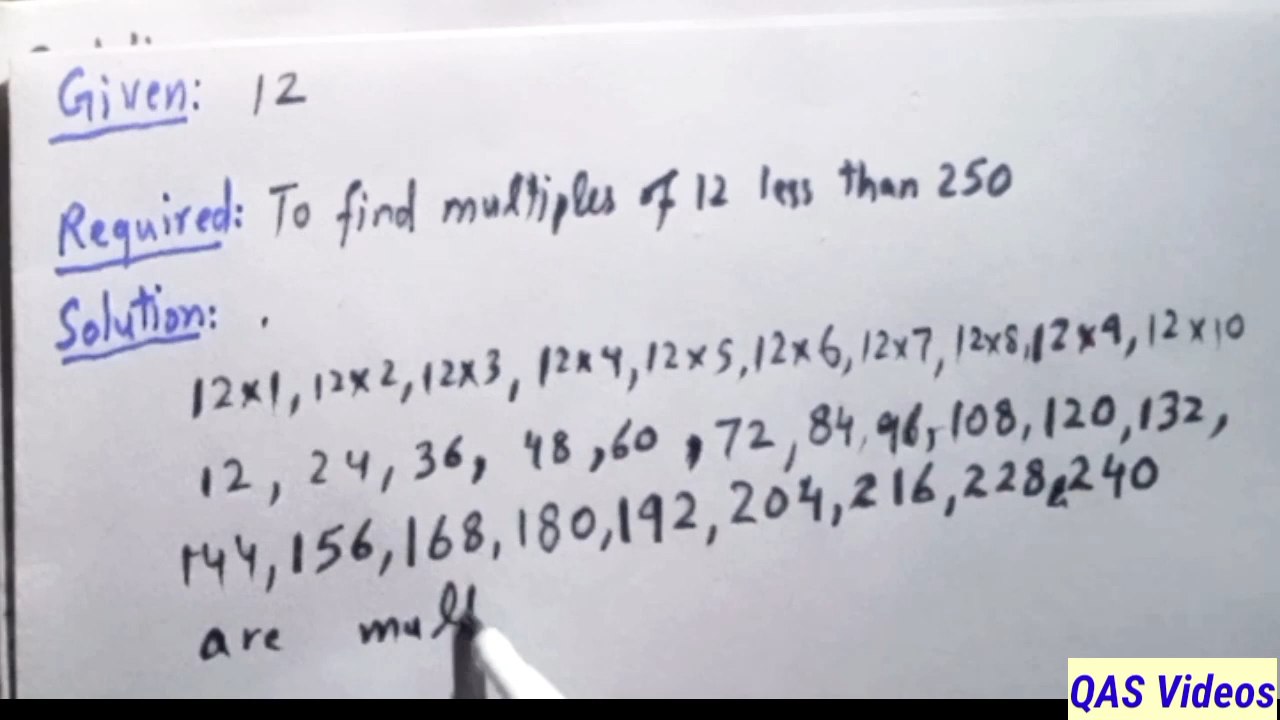 Given: 12
Required: To find multiples of 12 less than 250
Solution: .
12×1, 12×2, 12×3, 12×4, 12×5, 12×6, 12×7, 12×8, 12×9, 12×10
12, 24, 36, 48, 60, 72, 84, 96, 108, 120, 132,
144, 156, 168, 180, 192, 204, 216, 228, 240
are mult
QAS Videos